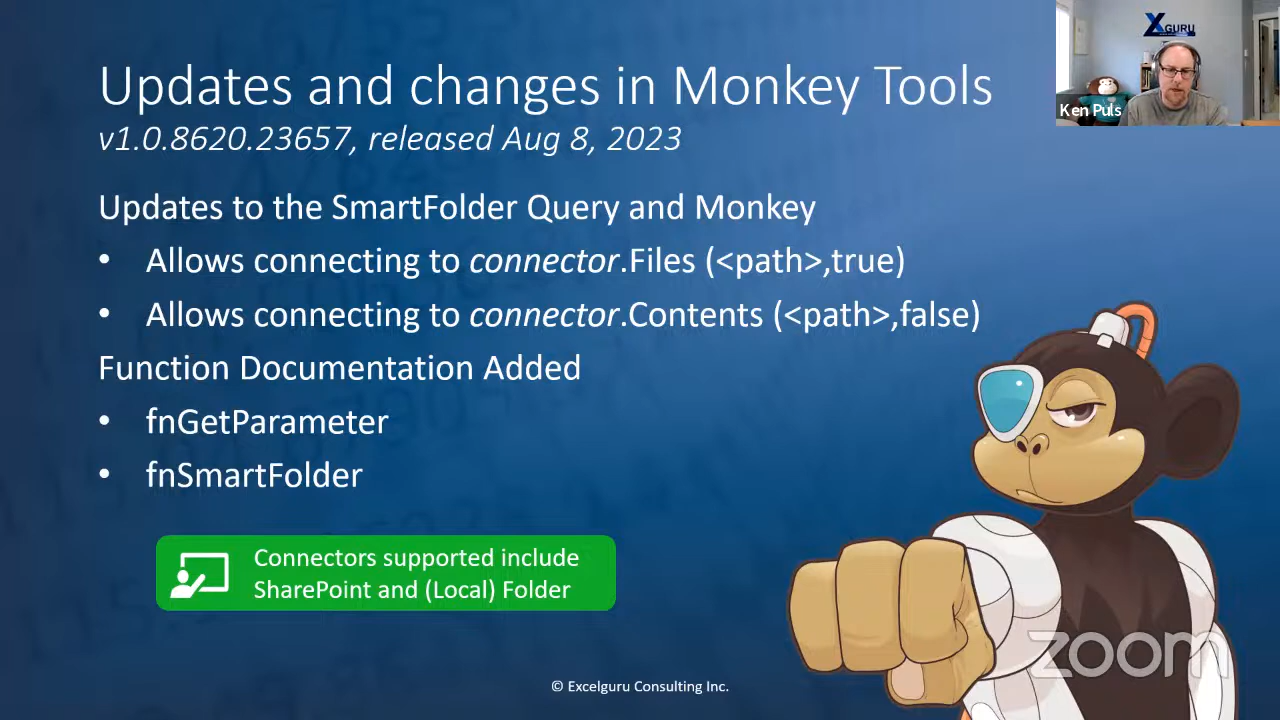 Updates and changes in Monkey Tools
v1.0.8620.23657, released Aug 8, 2023
XGURU
Ken Puls
Updates to the SmartFolder Query and Monkey
• Allows connecting to connector.Files (<path>,true)
• Allows connecting to connector.Contents (<path>,false)
Function Documentation Added
• fnGetParameter
• fnSmartFolder
Connectors supported include
SharePoint and (Local) Folder
zoom
© Excelguru Consulting Inc.